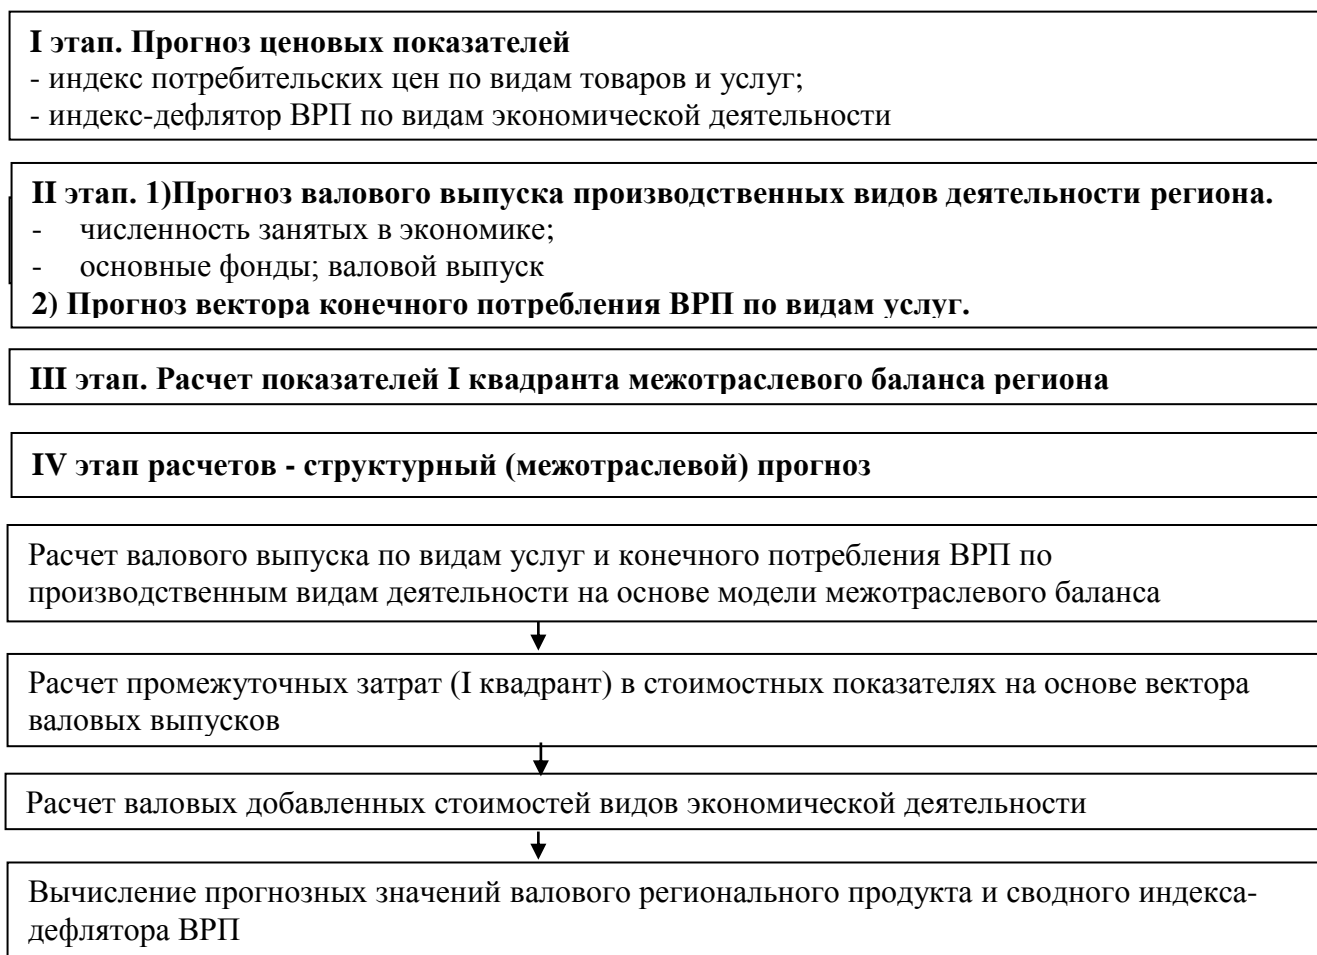 I этап. Прогноз ценовых показателей
- индекс потребительских цен по видам товаров и услуг;
- индекс-дефлятор ВРП по видам экономической деятельности
II этап. 1)Прогноз валового выпуска производственных видов деятельности региона.
- численность занятых в экономике;
- основные фонды; валовой выпуск
2) Прогноз вектора конечного потребления ВРП по видам услуг.
III этап. Расчет показателей I квадранта межотраслевого баланса региона
IV этап расчетов - структурный (межотраслевой) прогноз
Расчет валового выпуска по видам услуг и конечного потребления ВРП по
производственным видам деятельности на основе модели межотраслевого баланса
Расчет промежуточных затрат (I квадрант) в стоимостных показателях на основе вектора
валовых выпусков
Расчет валовых добавленных стоимостей видов экономической деятельности
Вычисление прогнозных значений валового регионального продукта и сводного индекса-
дефлятора ВРП